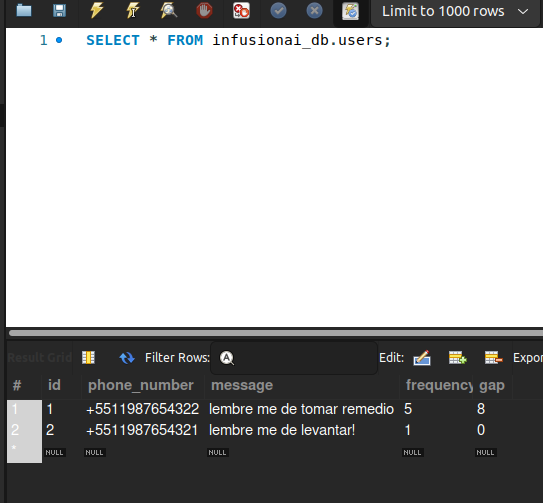 Limit to 1000 rows
1 SELECT * FROM infusionai_db.users;
Result Grid Filter Rows: Edit: Expor
# id phone_number message frequency gap
1 1 +5511987654322 lembre me de tomar remedio 5 8
2 2 +5511987654321 lembre me de levantar! 1 0
* NULL NULL NULL NULL NULL